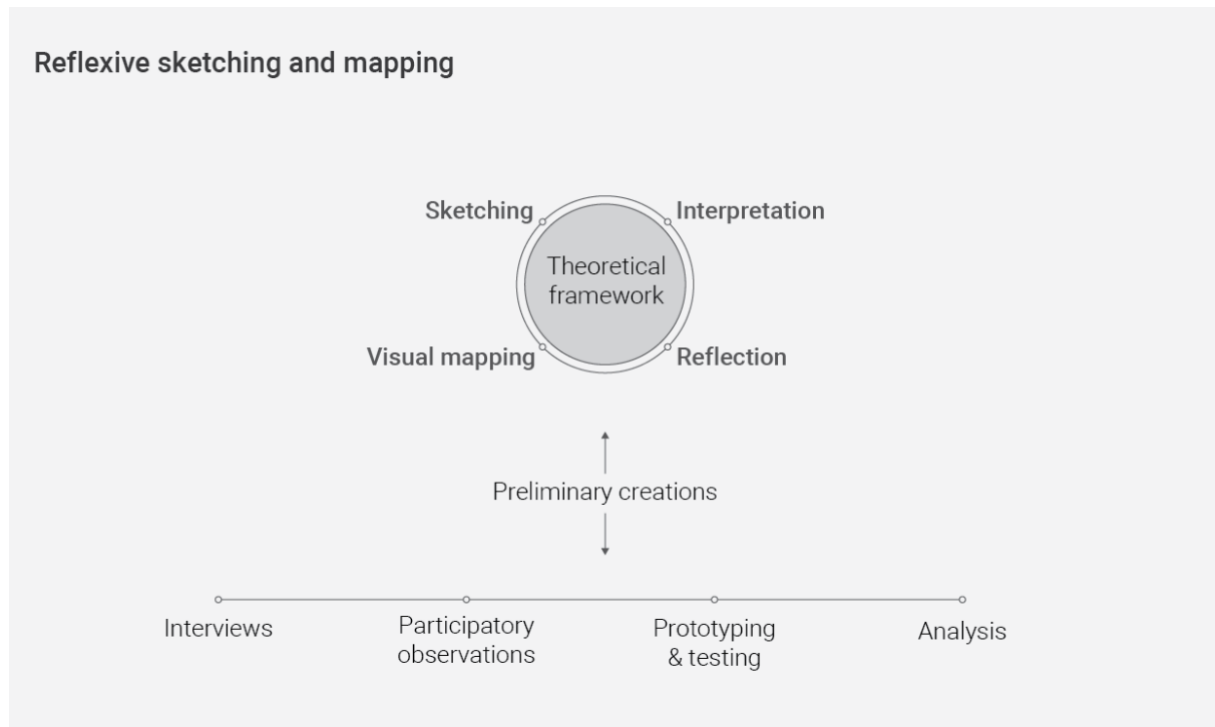 Reflexive sketching and mapping
Sketching
Interpretation
Theoretical
framework
Visual mapping
Reflection
Preliminary creations
Interviews
Participatory
observations
Prototyping
& testing
Analysis